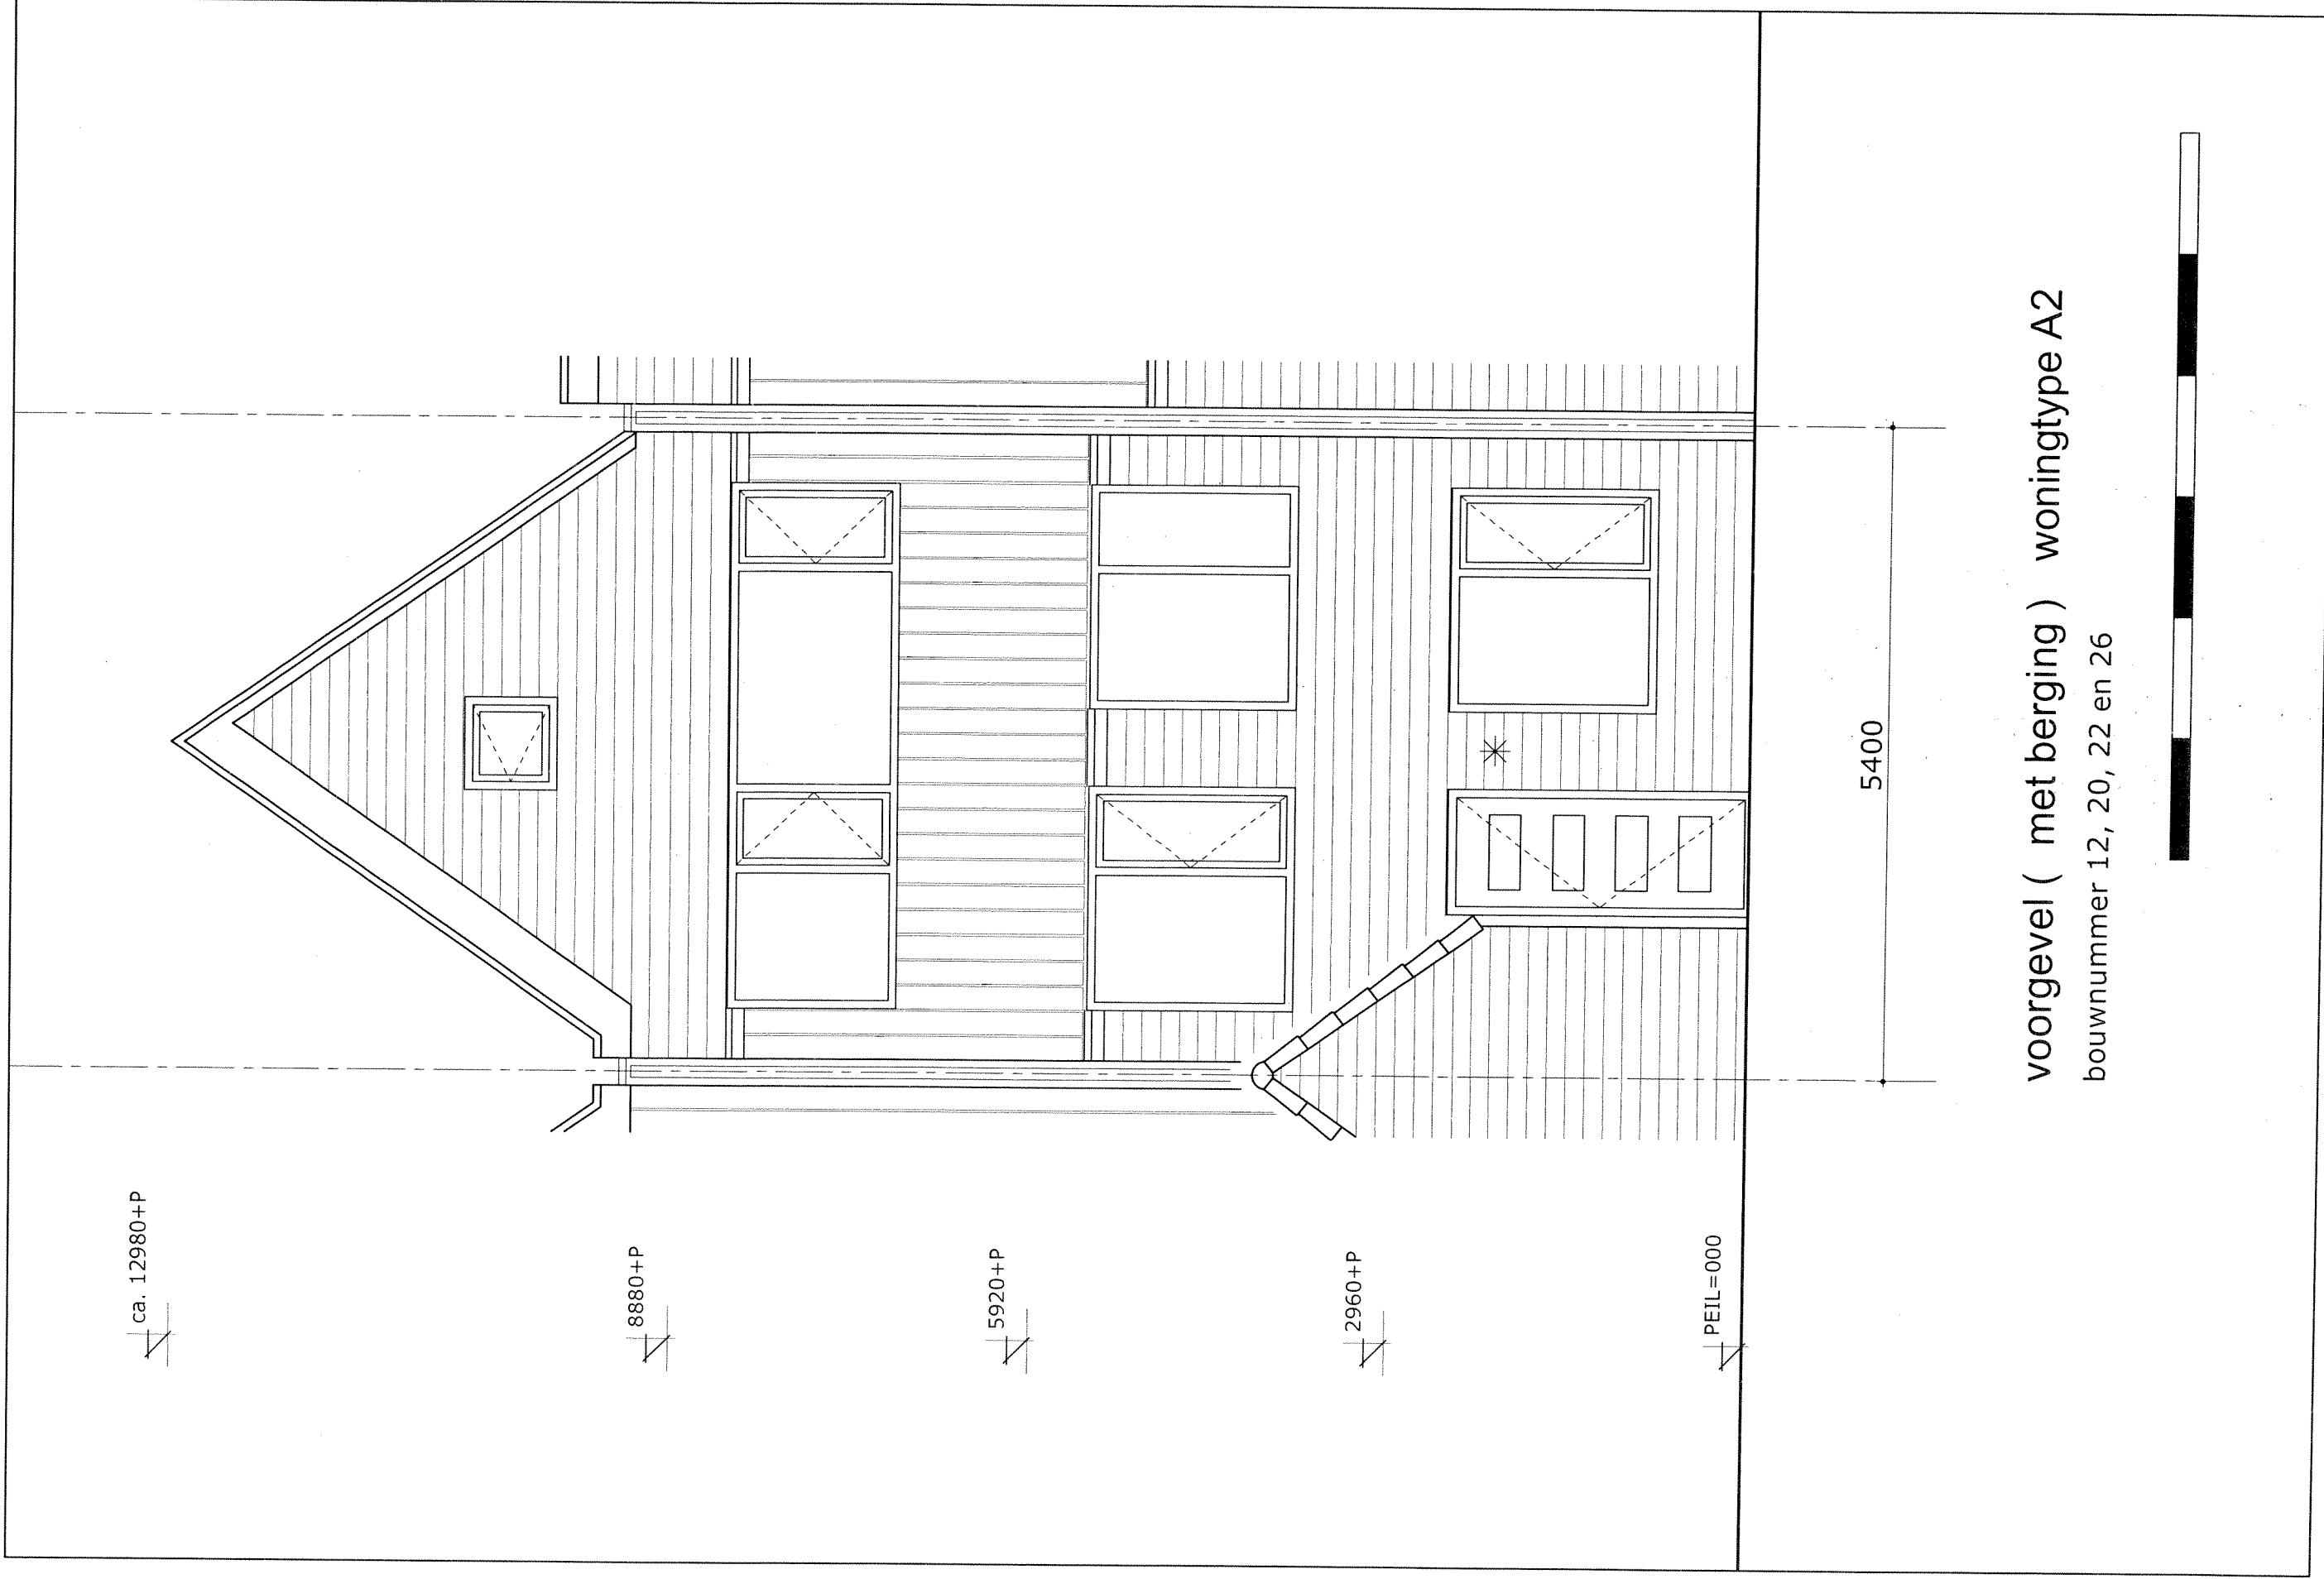 ca. 12980+P
8880+P
5920+P
2960+P
PEIL=000
5400
voorgevel ( met berging ) woningtype A2
bouwnummer 12, 20, 22 en 26